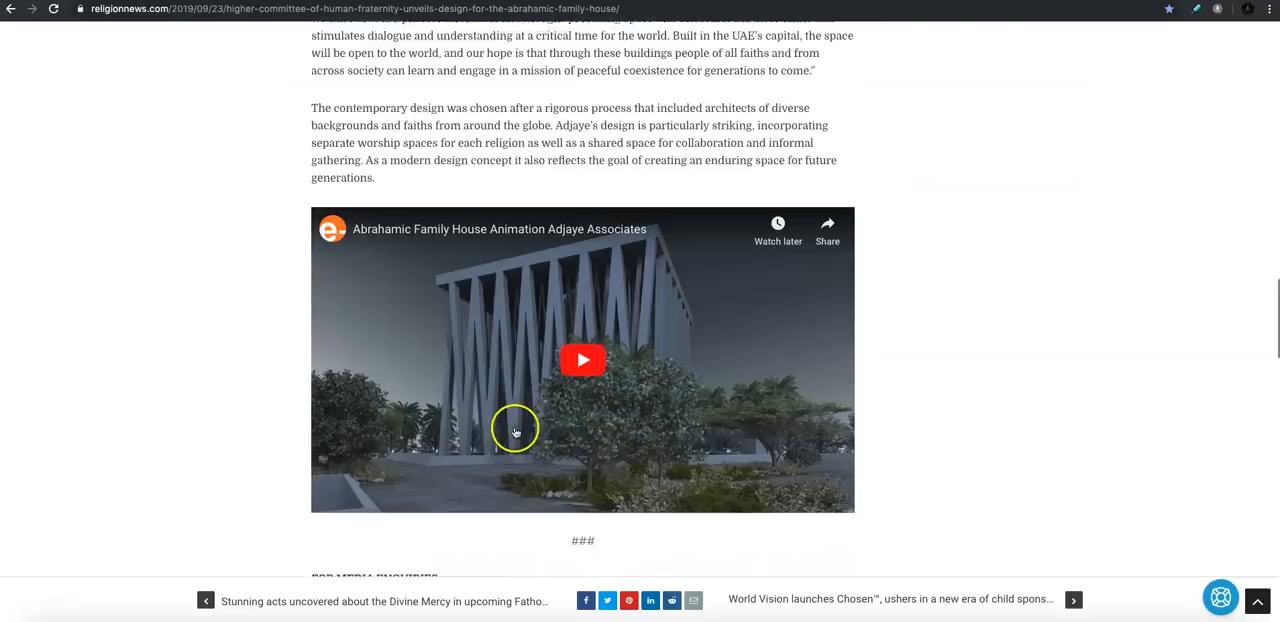 religionnews.com/2019/09/23/higher-committee-of-human-fraternity-unveils-design-for-the-abrahamic-family-house/
stimulates dialogue and understanding at a critical time for the world. Built in the UAE's capital, the space
will be open to the world, and our hope is that through these buildings people of all faiths and from
across society can learn and engage in a mission of peaceful coexistence for generations to come."
The contemporary design was chosen after a rigorous process that included architects of diverse
backgrounds and faiths from around the globe. Adjaye's design is particularly striking, incorporating
separate worship spaces for each religion as well as a shared space for collaboration and informal
gathering. As a modern design concept it also reflects the goal of creating an enduring space for future
generations.
e-
Abrahamic Family House Animation Adjaye Associates
Watch later
Share
###
FOR MEDIA ENQUIRIES
Stunning acts uncovered about the Divine Mercy in upcoming Fatho...
World Vision launches Chosen™, ushers in a new era of child spons...